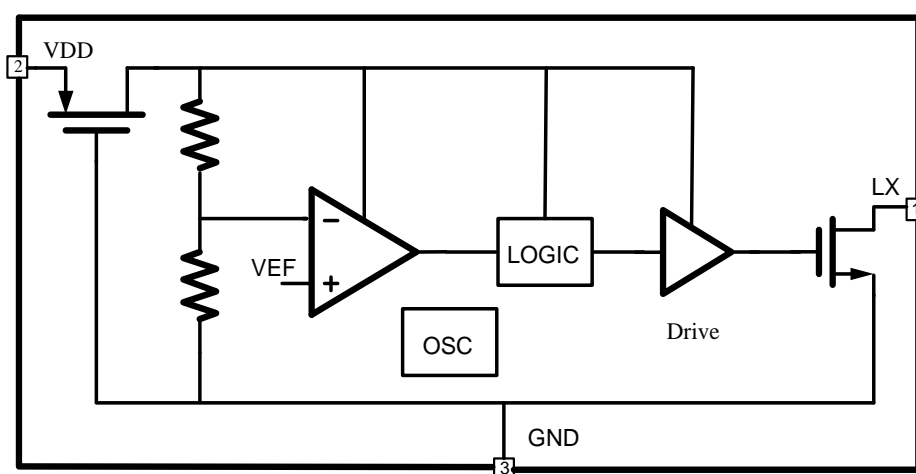 VDD
2
LX
1
VEF
LOGIC
OSC
Drive
GND
3